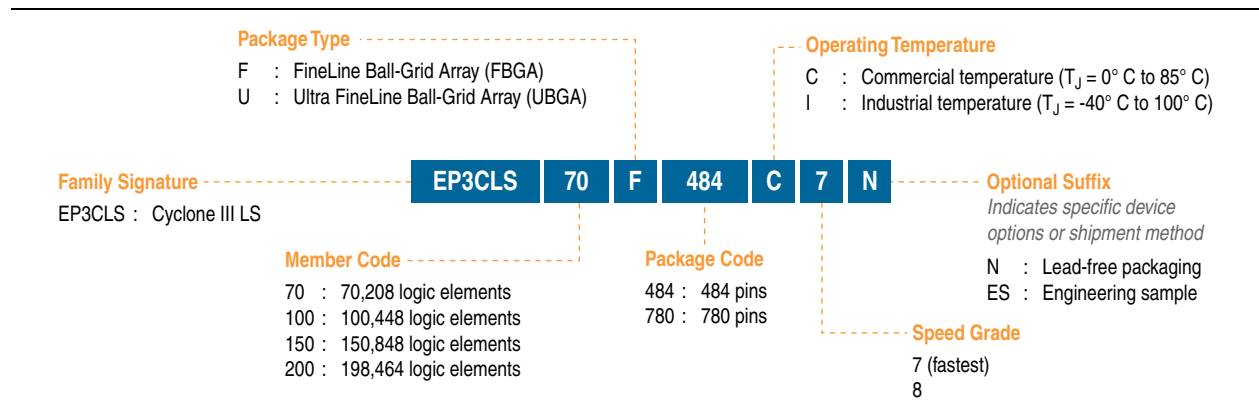 Package Type
F : FineLine Ball-Grid Array (FBGA)
U : Ultra FineLine Ball-Grid Array (UBGA)
Operating Temperature
C : Commercial temperature (TJ = 0° C to 85° C)
I : Industrial temperature (TJ = -40° C to 100° C)
EP3CLS 70 F 484 C 7 N
Family Signature
EP3CLS : Cyclone III LS
Optional Suffix
Indicates specific device
options or shipment method
N : Lead-free packaging
ES : Engineering sample
Member Code
70 : 70,208 logic elements
100 : 100,448 logic elements
150 : 150,848 logic elements
200 : 198,464 logic elements
Package Code
484 : 484 pins
780 : 780 pins
Speed Grade
7 (fastest)
8